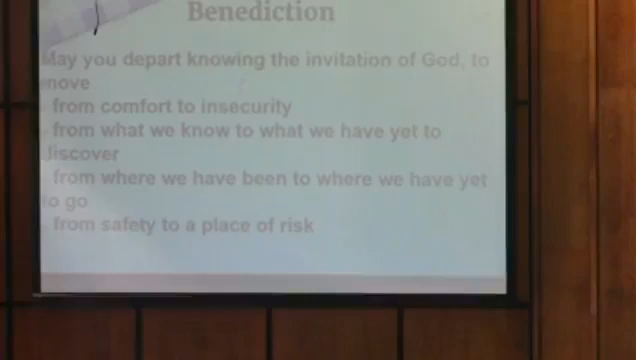 Benediction
May you depart knowing the invitation of God, to
move
from comfort to insecurity
from what we know to what we have yet to
discover
from where we have been to where we have yet
to go
from safety to a place of risk